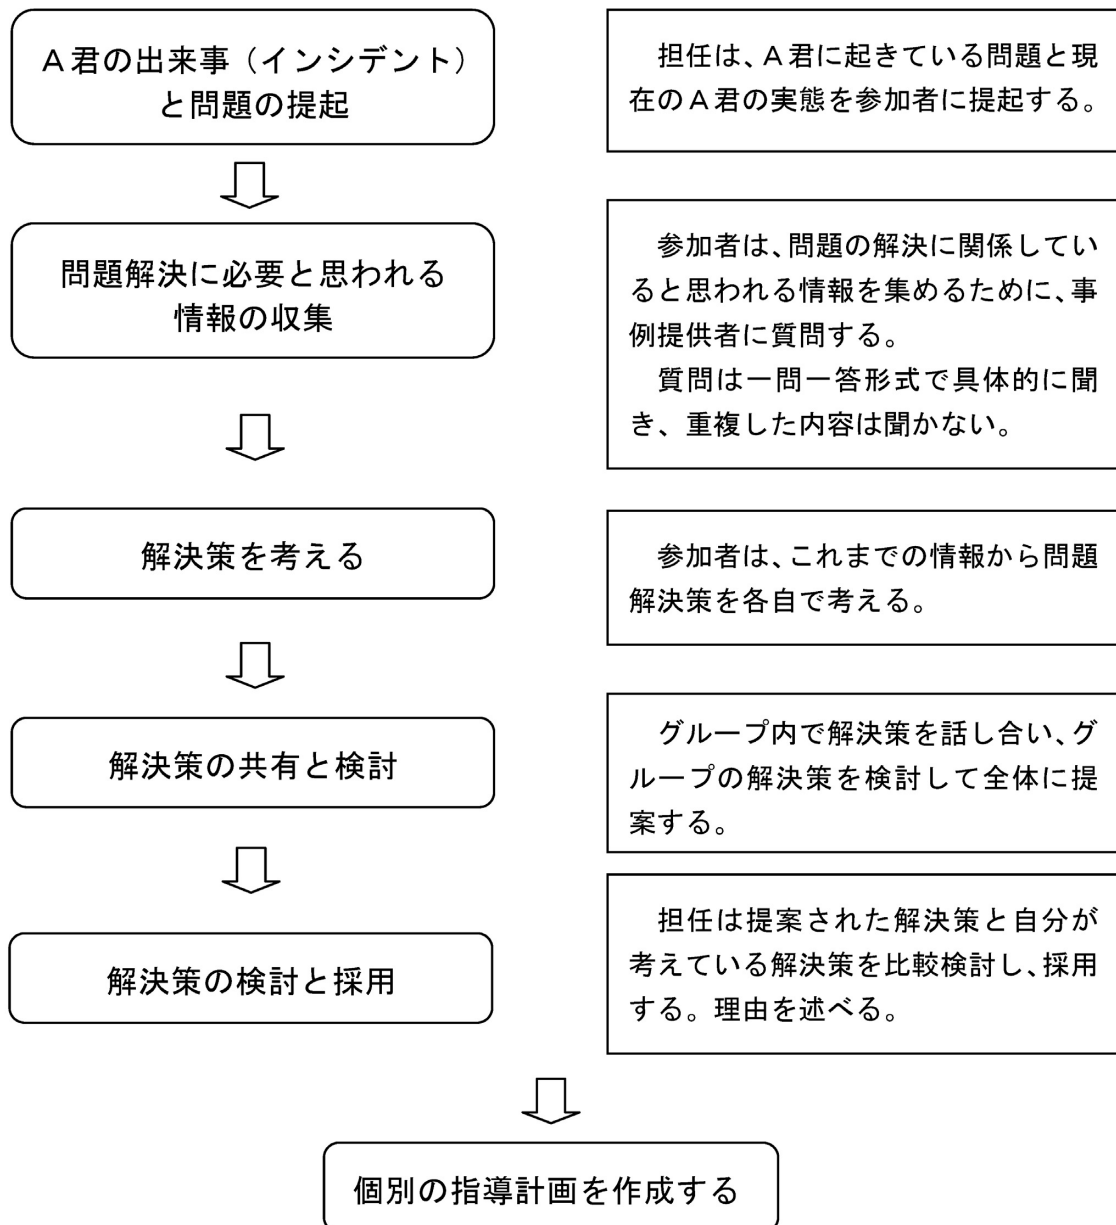 A君の出来事（インシデント）
と問題の提起
担任は、A君に起きている問題と現
在のA君の実態を参加者に提起する。
問題解決に必要と思われる
情報の収集
参加者は、問題の解決に関係してい
ると思われる情報を集めるために、事
例提供者に質問する。
質問は一問一答形式で具体的に聞
き、重複した内容は聞かない。
解決策を考える
参加者は、これまでの情報から問題
解決策を各自で考える。
解決策の共有と検討
グループ内で解決策を話し合い、グ
ループの解決策を検討して全体に提
案する。
解決策の検討と採用
担任は提案された解決策と自分が
考えている解決策を比較検討し、採用
する。理由を述べる。
個別の指導計画を作成する